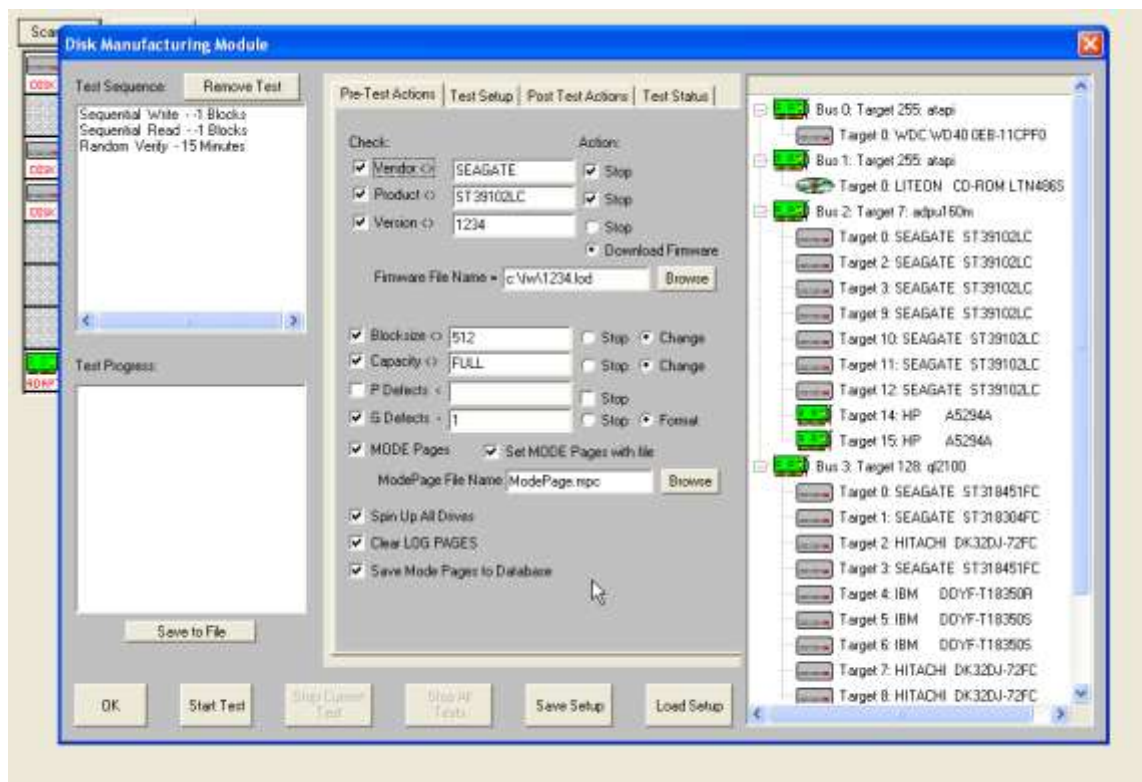 Disk Manufacturing Module
Test Sequence:
Remove Test
Sequential Write - -1 Blocks
Sequential Read - -1 Blocks
Random Verify - 15 Minutes
Test Progress:
Save to File
Pre-Test Actions
Test Setup
Post Test Actions
Test Status
Check:
Action:
Vendor <> SEAGATE Stop
Product <> ST39102LC Stop
Version <> 1234 Stop
Download Firmware
Firmware File Name = c:\fw\1234.lod Browse
Blocksize <> 512 Stop Change
Capacity <> FULL Stop Change
P Defects < Stop
G Defects < 1 Stop Format
MODE Pages Set MODE Pages with file
ModePage File Name ModePage.mpc Browse
Spin Up All Drives
Clear LOG PAGES
Save Mode Pages to Database
Bus 0: Target 255: atapi
Target 0: WDC WD40 0EB-11CPF0
Bus 1: Target 255: atapi
Target 0: LITEON CD-ROM LTN486S
Bus 2: Target 7: adpu160m
Target 0: SEAGATE ST39102LC
Target 2: SEAGATE ST39102LC
Target 3: SEAGATE ST39102LC
Target 9: SEAGATE ST39102LC
Target 10: SEAGATE ST39102LC
Target 11: SEAGATE ST39102LC
Target 12: SEAGATE ST39102LC
Target 14: HP A5294A
Target 15: HP A5294A
Bus 3: Target 128: ql2100
Target 0: SEAGATE ST318451FC
Target 1: SEAGATE ST318304FC
Target 2: HITACHI DK32DJ-72FC
Target 3: SEAGATE ST318451FC
Target 4: IBM DDYF-T18350R
Target 5: IBM DDYF-T18350S
Target 6: IBM DDYF-T18350S
Target 7: HITACHI DK32DJ-72FC
Target 8: HITACHI DK32DJ-72FC
OK
Start Test
Stop Current Test
Stop All Tests
Save Setup
Load Setup
DISK
DISK
DISK